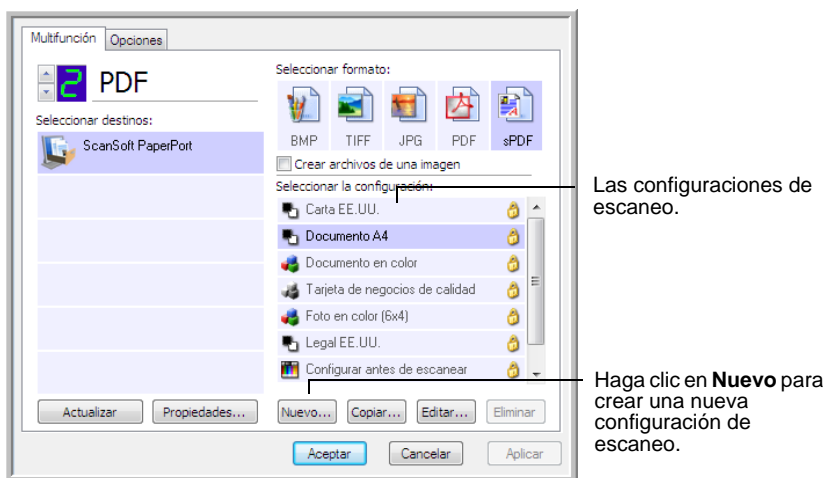 Multifunción Opciones
2 PDF
Seleccionar destinos:
ScanSoft PaperPort
Seleccionar formato:
BMP TIFF JPG PDF sPDF
Crear archivos de una imagen
Seleccionar la configuración:
Carta EE.UU.
Documento A4
Documento en color
Tarjeta de negocios de calidad
Foto en color (6x4)
Legal EE.UU.
Configurar antes de escanear
Actualizar Propiedades... Nuevo... Copiar... Editar... Eliminar
Aceptar Cancelar Aplicar
Las configuraciones de
escaneo.
Haga clic en Nuevo para
crear una nueva
configuración de
escaneo.